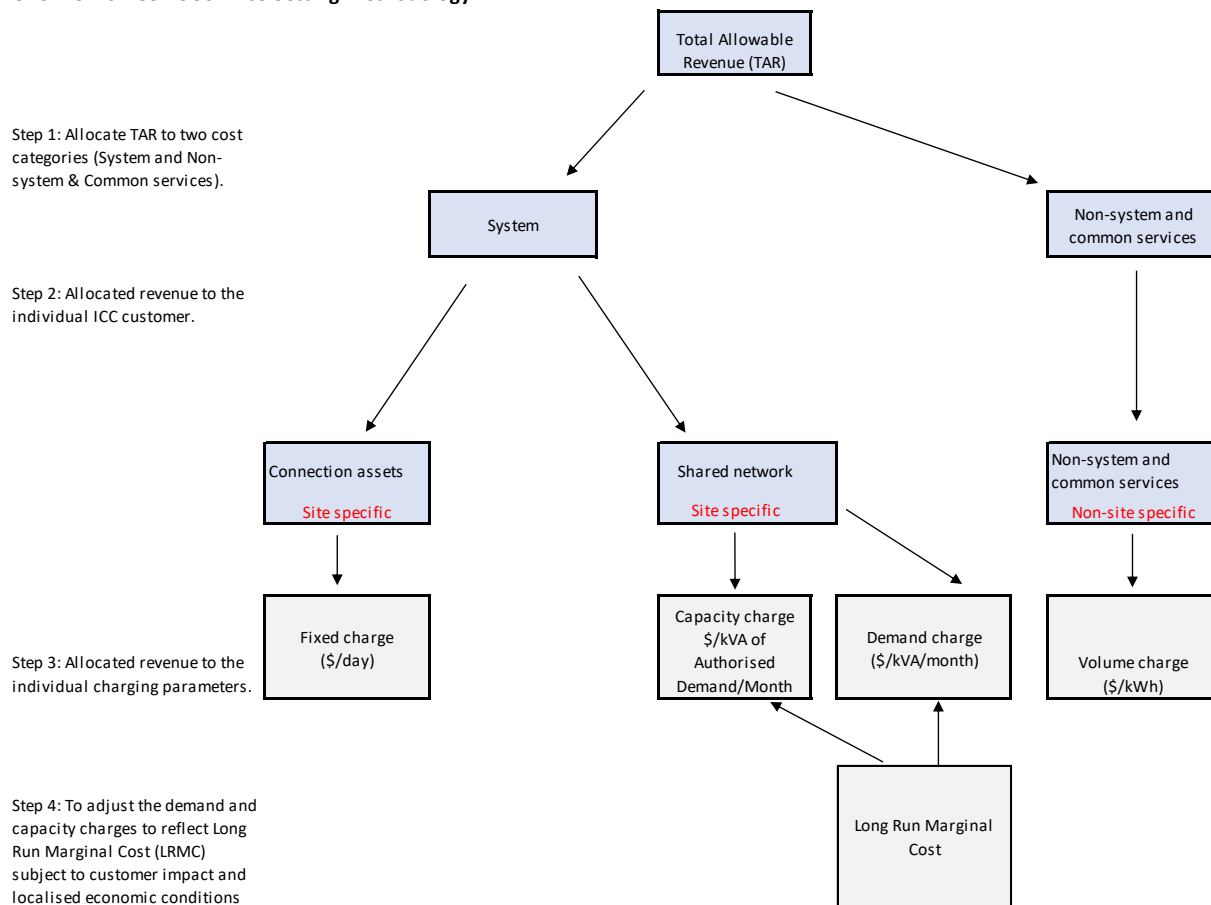 Total Allowable
Revenue (TAR)
Step 1: Allocate TAR to two cost
categories (System and Non-
system & Common services).
System
Non-system and
common services
Step 2: Allocated revenue to the
individual ICC customer.
Connection assets
Site specific
Shared network
Site specific
Non-system and
common services
Non-site specific
Step 3: Allocated revenue to the
individual charging parameters.
Fixed charge
($/day)
Capacity charge
$/kVA of
Authorised
Demand/Month
Demand charge
($/kVA/month)
Volume charge
($/kWh)
Step 4: To adjust the demand and
capacity charges to reflect Long
Run Marginal Cost (LRMC)
subject to customer impact and
localised economic conditions
Long Run Marginal
Cost